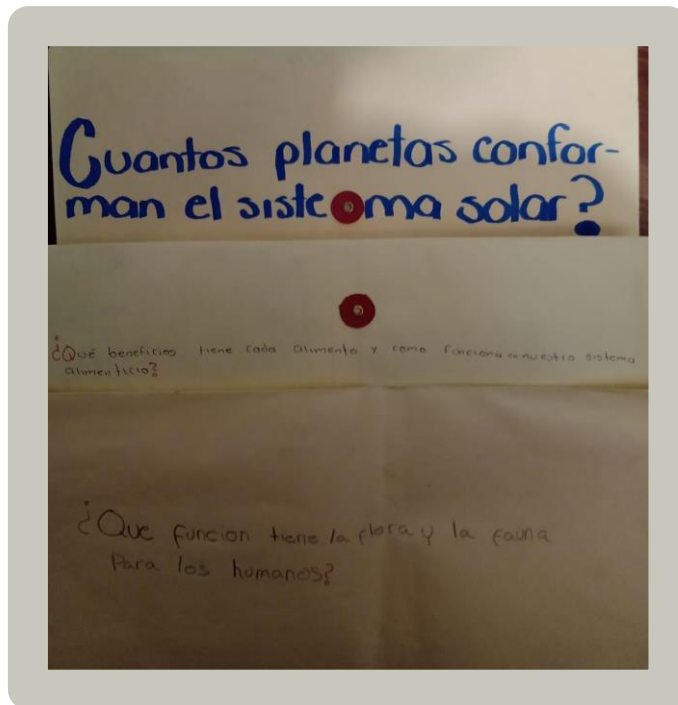 Cuantos planetas confor-
man el sistema solar?
¿Qué beneficios tiene cada alimento y como funciona en nuestro sistema
alimenticio?
¿Que funcion tiene la flora y la fauna
Para los humanos?